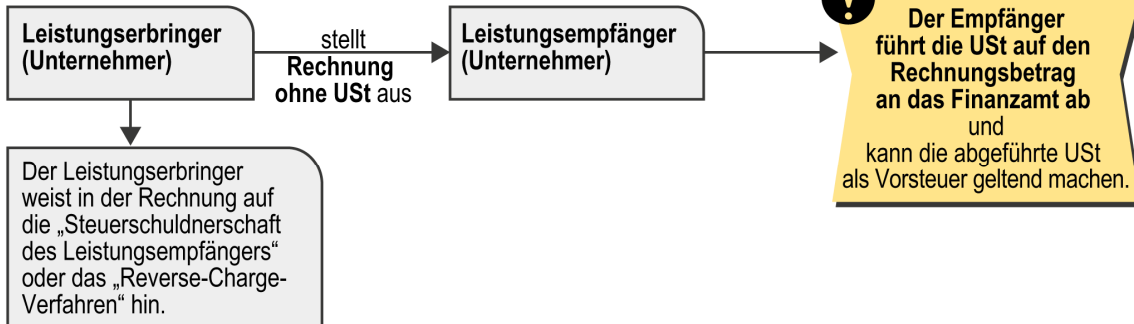 Leistungserbringer
(Unternehmer)
stellt
Rechnung
ohne USt aus
Leistungsempfänger
(Unternehmer)
!
Der Empfänger
führt die USt auf den
Rechnungsbetrag
an das Finanzamt ab
und
kann die abgeführte USt
als Vorsteuer geltend machen.
Der Leistungserbringer
weist in der Rechnung auf
die „Steuerschuldnerschaft
des Leistungsempfängers“
oder das „Reverse-Charge-
Verfahren“ hin.